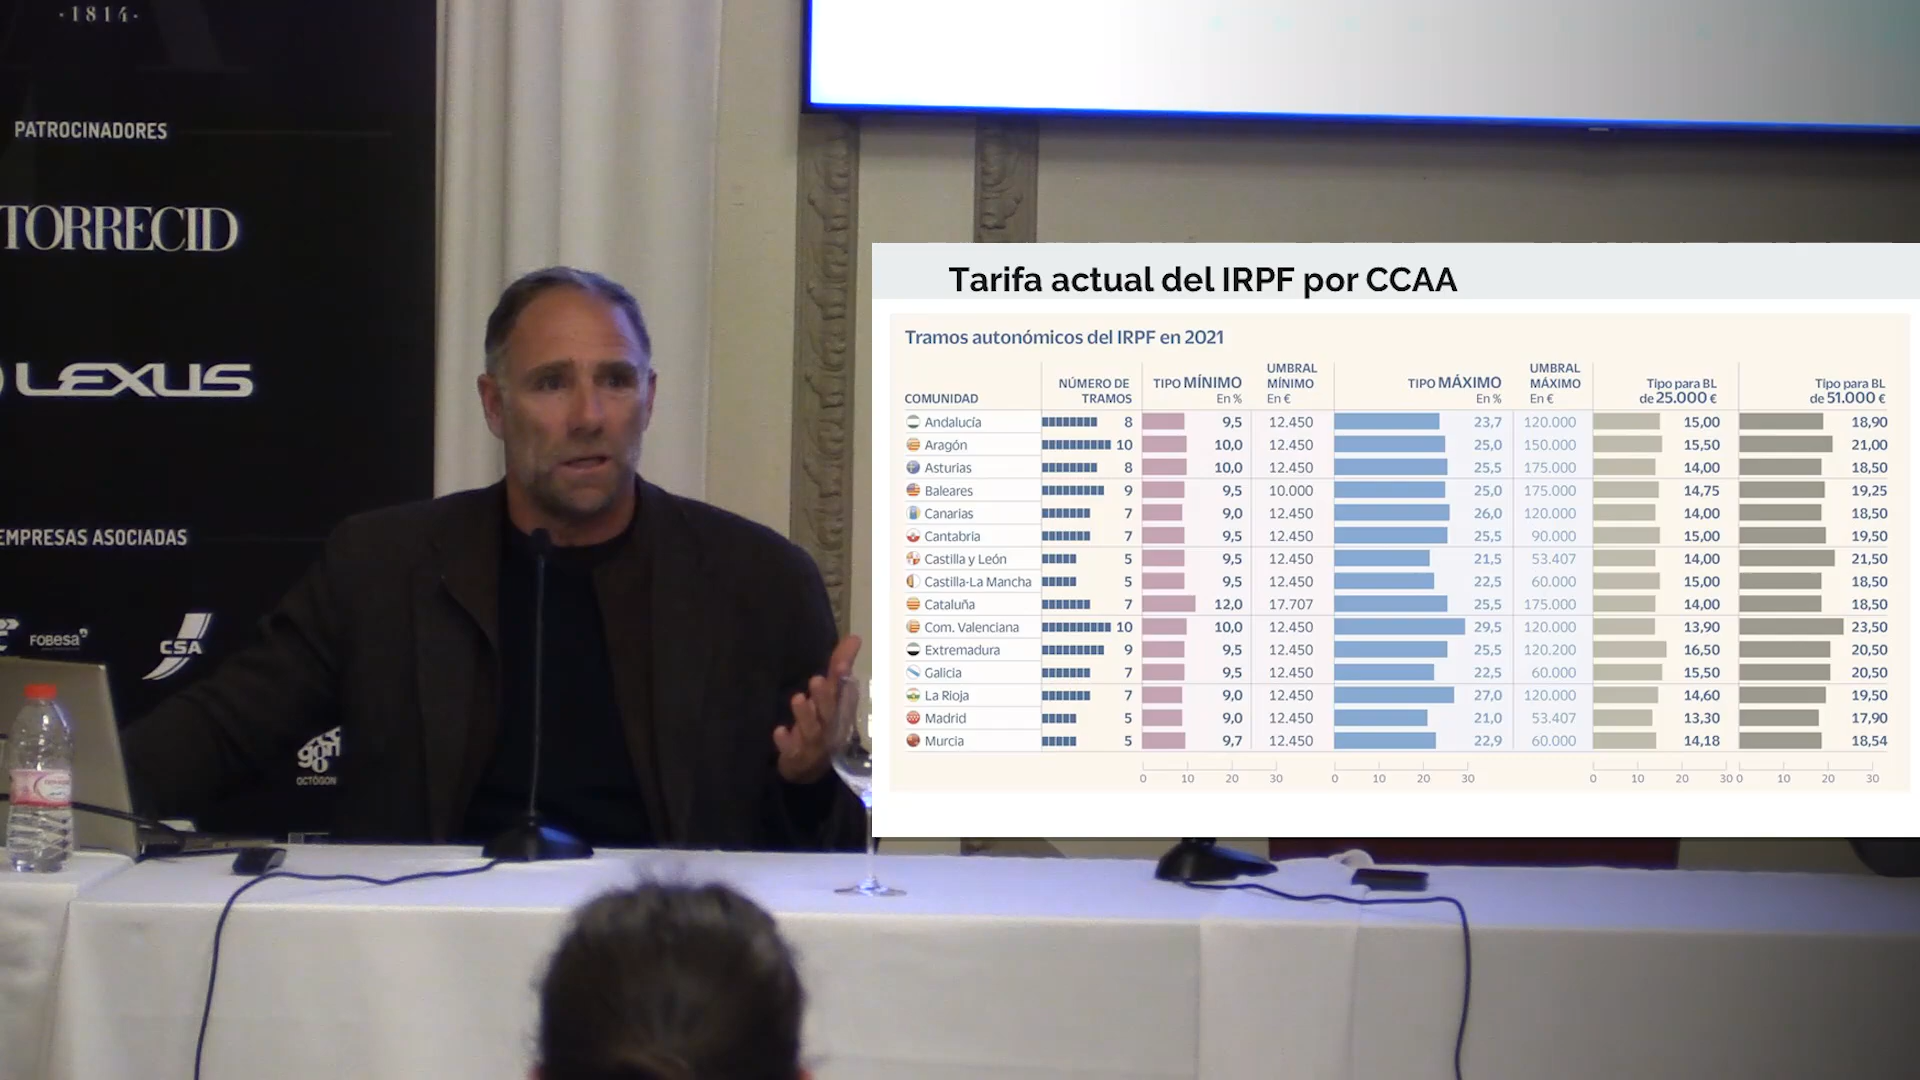 ·1814·
PATROCINADORES
TORRECID
LEXUS
EMPRESAS ASOCIADAS
FOBESA
CSA
OCTÒGON
Tarifa actual del IRPF por CCAA
Tramos autonómicos del IRPF en 2021
COMUNIDAD NÚMERO DE TRAMOS TIPO MÍNIMO En % UMBRAL MÍNIMO En € TIPO MÁXIMO En % UMBRAL MÁXIMO En € Tipo para BL de 25.000 € Tipo para BL de 51.000 €
Andalucía 8 9,5 12.450 23,7 120.000 15,00 18,90
Aragón 10 10,0 12.450 25,0 150.000 15,50 21,00
Asturias 8 10,0 12.450 25,5 175.000 14,00 18,50
Baleares 9 9,5 10.000 25,0 175.000 14,75 19,25
Canarias 7 9,0 12.450 26,0 120.000 14,00 18,50
Cantabria 7 9,5 12.450 25,5 90.000 15,00 19,50
Castilla y León 5 9,5 12.450 21,5 53.407 14,00 21,50
Castilla-La Mancha 5 9,5 12.450 22,5 60.000 15,00 18,50
Cataluña 7 12,0 17.707 25,5 175.000 14,00 18,50
Com. Valenciana 10 10,0 12.450 29,5 120.000 13,90 23,50
Extremadura 9 9,5 12.450 25,5 120.200 16,50 20,50
Galicia 7 9,5 12.450 22,5 60.000 15,50 20,50
La Rioja 7 9,0 12.450 27,0 120.000 14,60 19,50
Madrid 5 9,0 12.450 21,0 53.407 13,30 17,90
Murcia 5 9,7 12.450 22,9 60.000 14,18 18,54
0 10 20 30 0 10 20 30 0 10 20 30 0 10 20 30